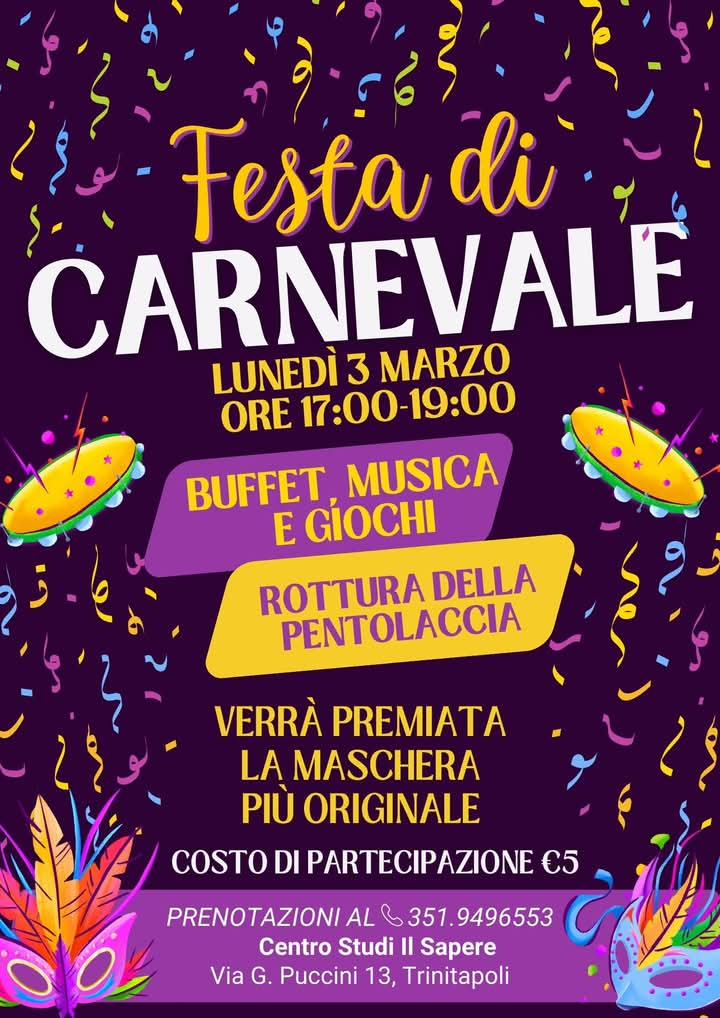 Festa di
CARNEVALE
LUNEDÌ 3 MARZO
ORE 17:00-19:00
BUFFET, MUSICA
E GIOCHI
ROTTURA DELLA
PENTOLACCIA
VERRÀ PREMIATA
LA MASCHERA
PIÙ ORIGINALE
COSTO DI PARTECIPAZIONE €5
PRENOTAZIONI AL 351.9496553
Centro Studi Il Sapere
Via G. Puccini 13, Trinitapoli